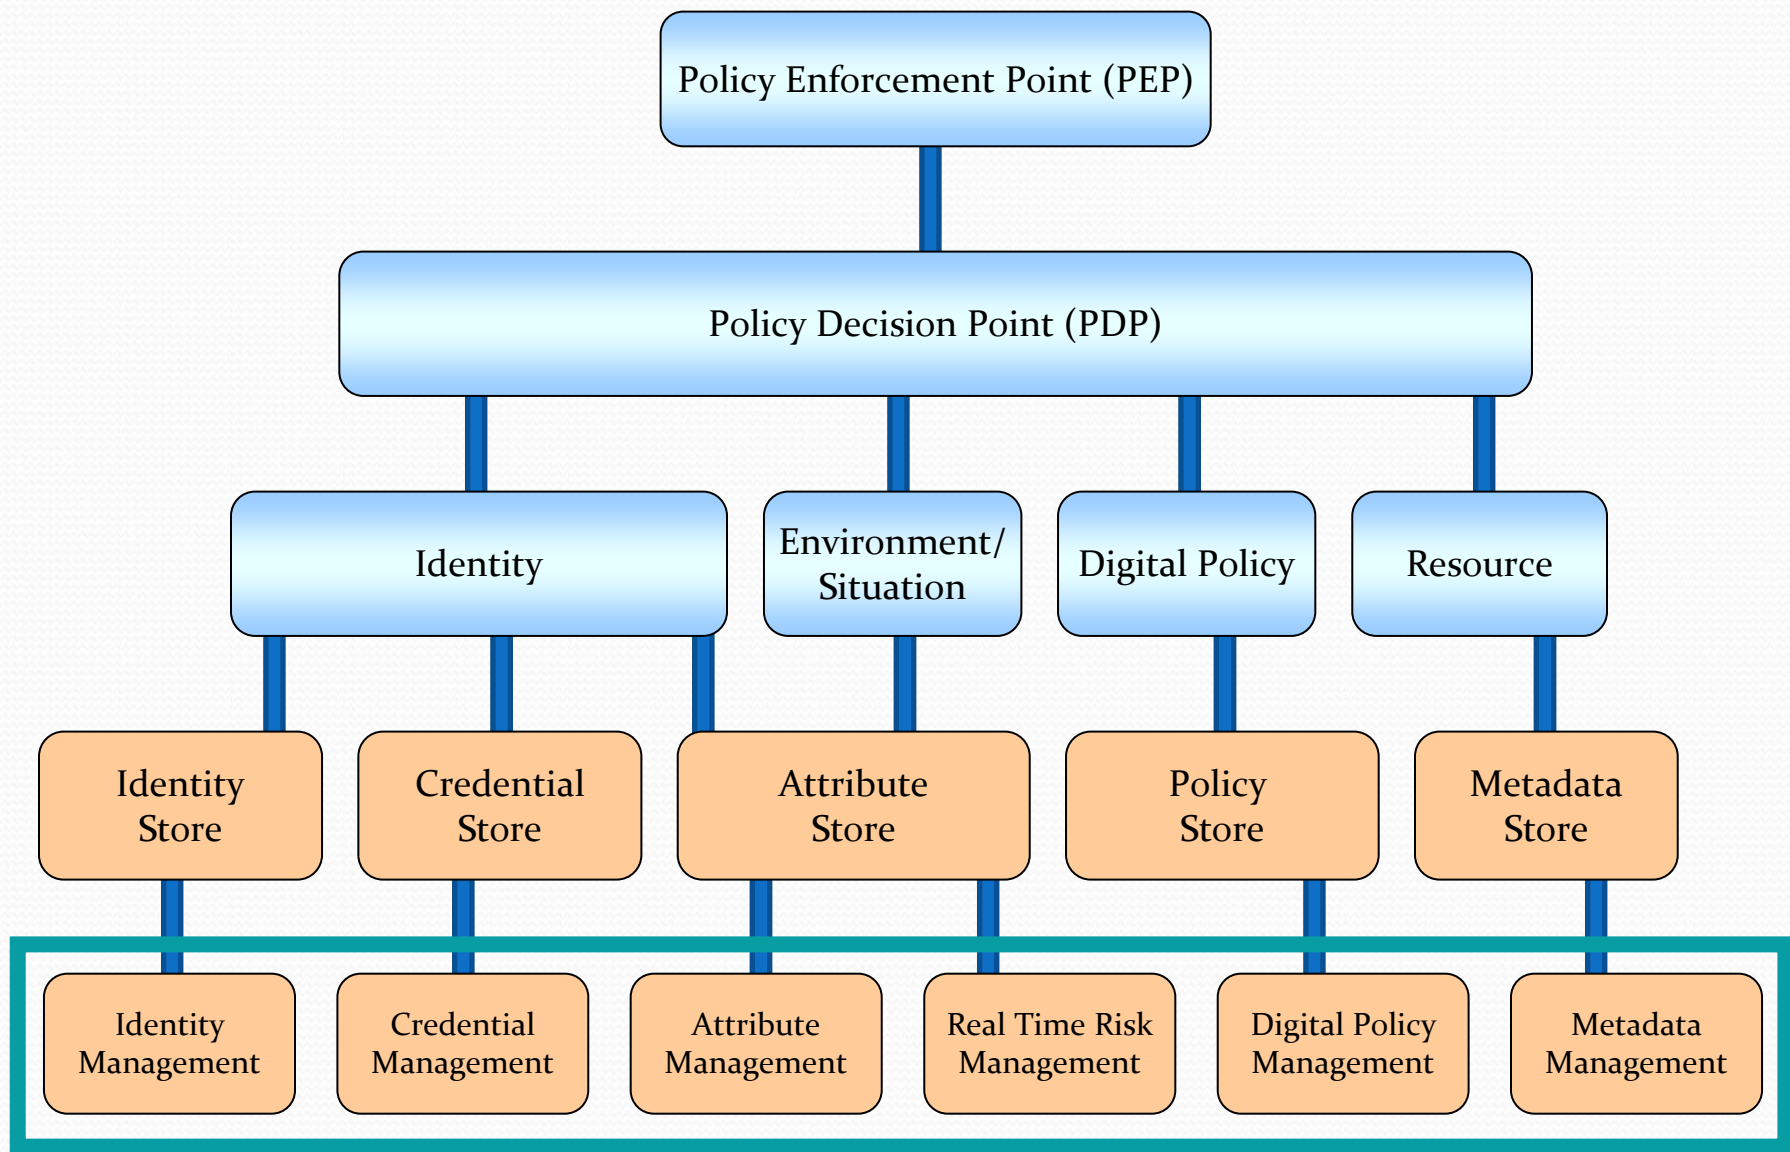 Policy Enforcement Point (PEP)
Policy Decision Point (PDP)
Identity
Environment/
Situation
Digital Policy
Resource
Identity
Store
Credential
Store
Attribute
Store
Policy
Store
Metadata
Store
Identity
Management
Credential
Management
Attribute
Management
Real Time Risk
Management
Digital Policy
Management
Metadata
Management